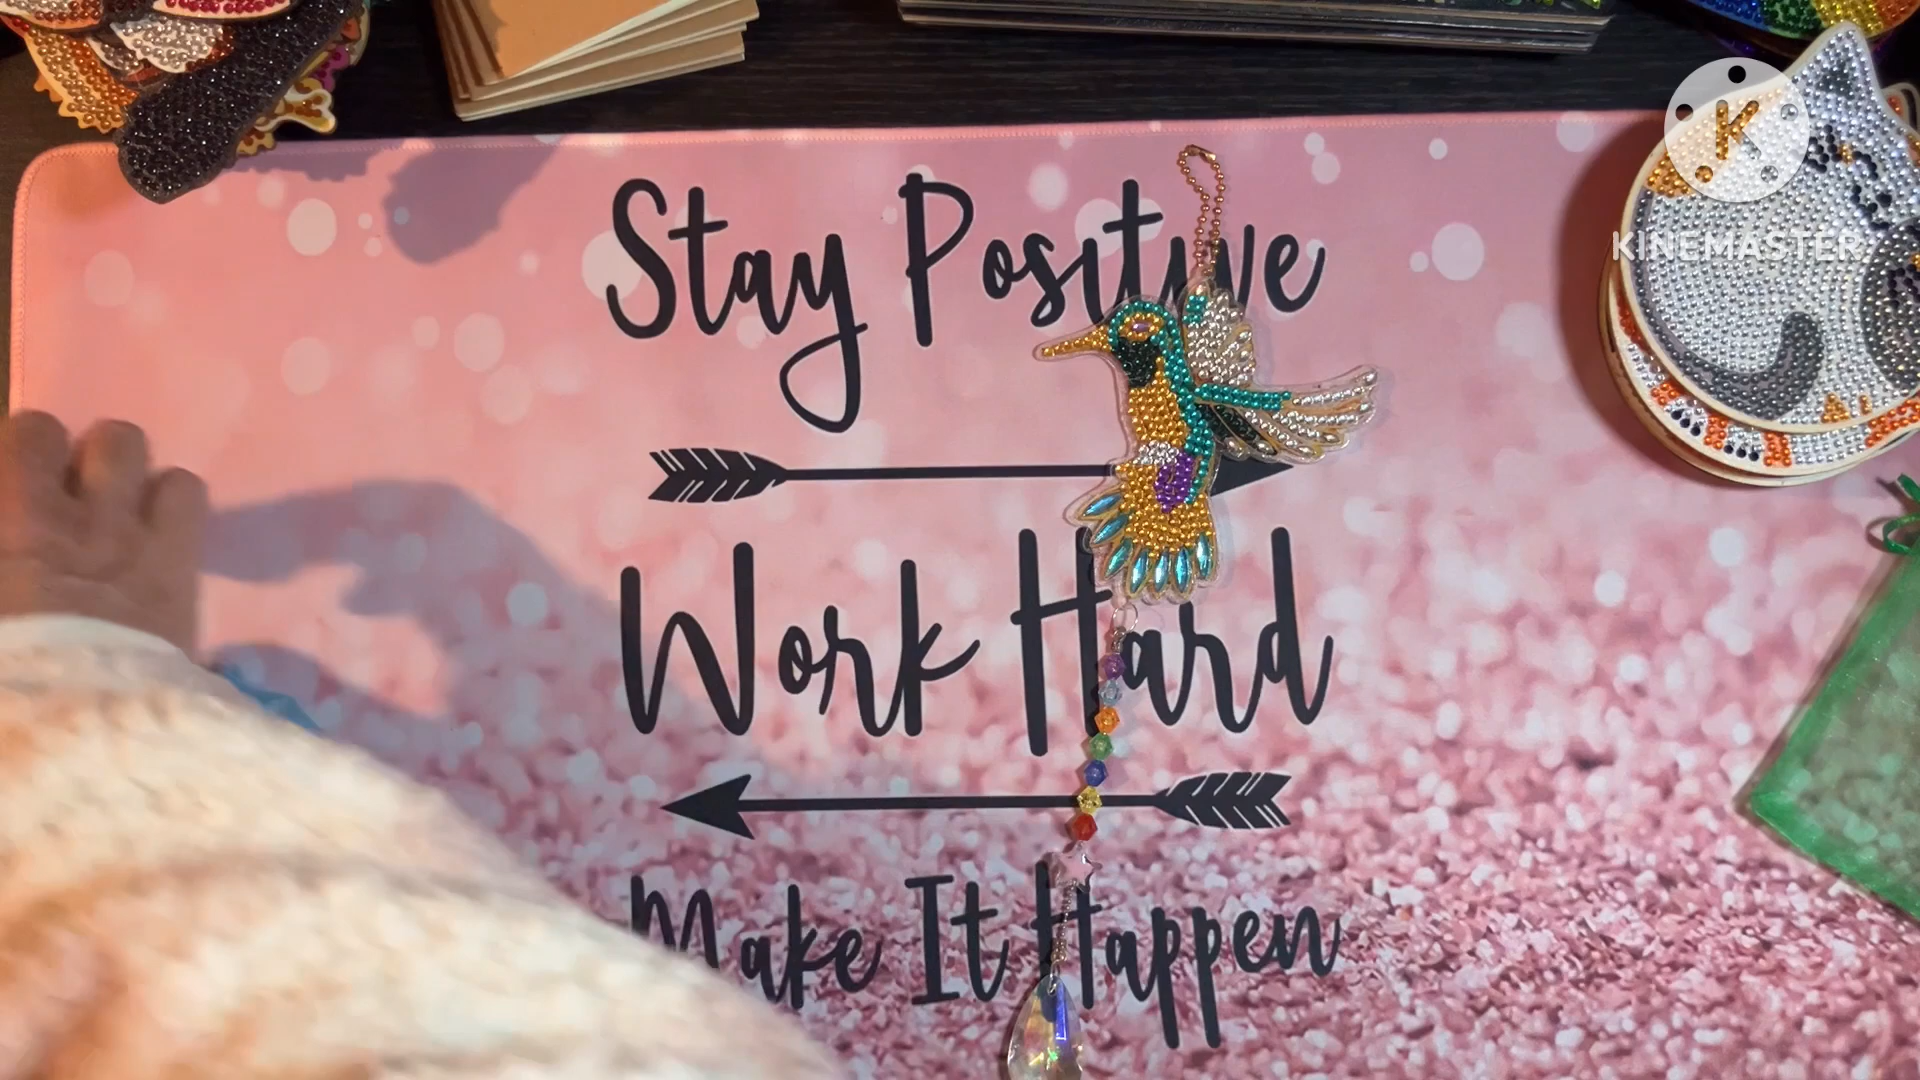 Stay Positive
K
KINEMASTER
Work Hard
Make It Happen